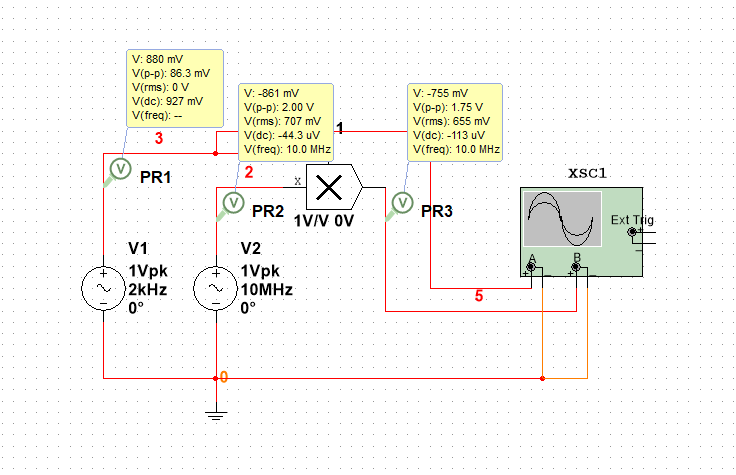 V: 880 mV
V(p-p): 86.3 mV
V(rms): 0 V
V(dc): 927 mV
V(freq): --
V: -861 mV
V(p-p): 2.00 V
V(rms): 707 mV
V(dc): -44.3 uV
V(freq): 10.0 MHz
V: -755 mV
V(p-p): 1.75 V
V(rms): 655 mV
V(dc): -113 uV
V(freq): 10.0 MHz
3
1
V
PR1
2
X
V
PR2
1V/V 0V
V
PR3
XSC1
Ext Trig
+
−
A
B
+
−
+
−
V1
1Vpk
2kHz
0°
V2
1Vpk
10MHz
0°
5
0